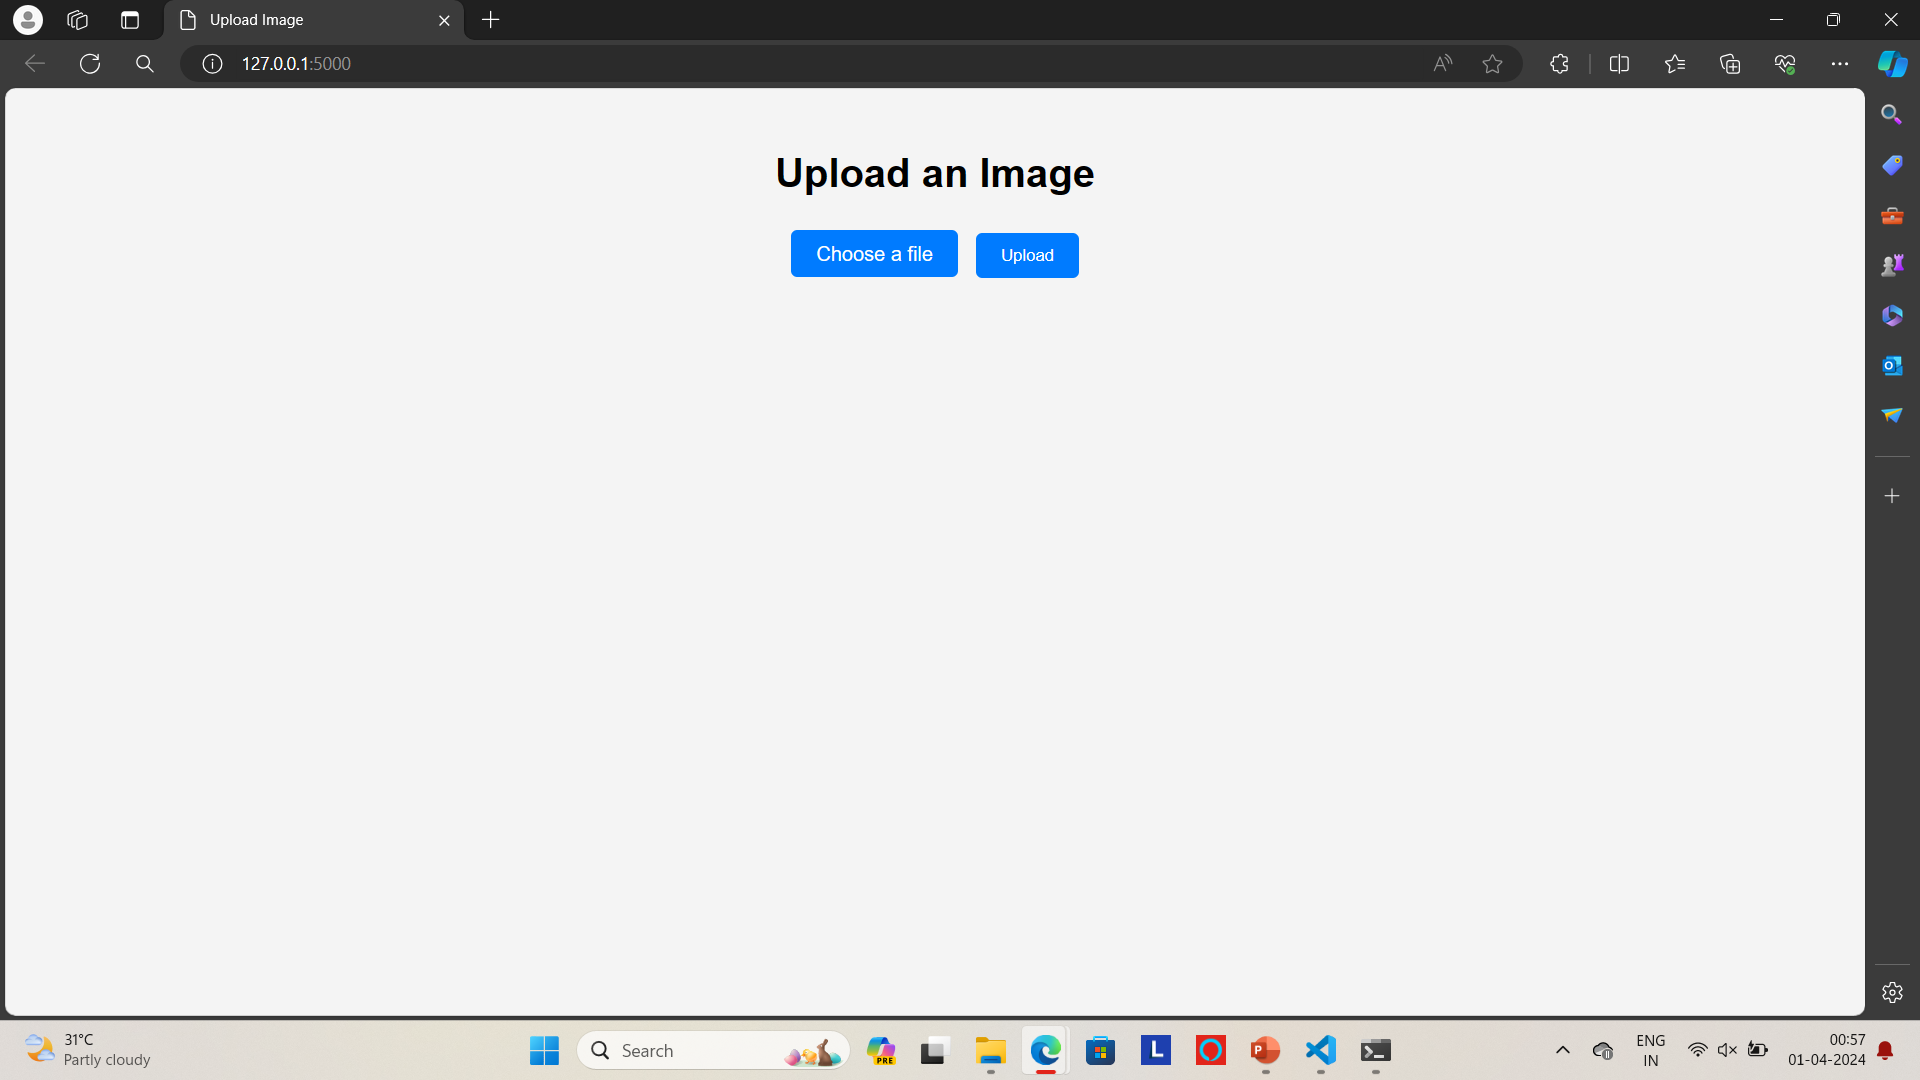 Upload Image
127.0.0.1:5000
Upload an Image
Choose a file
Upload
31°C
Partly cloudy
Search
PRE
L
P
ENG
IN
00:57
01-04-2024